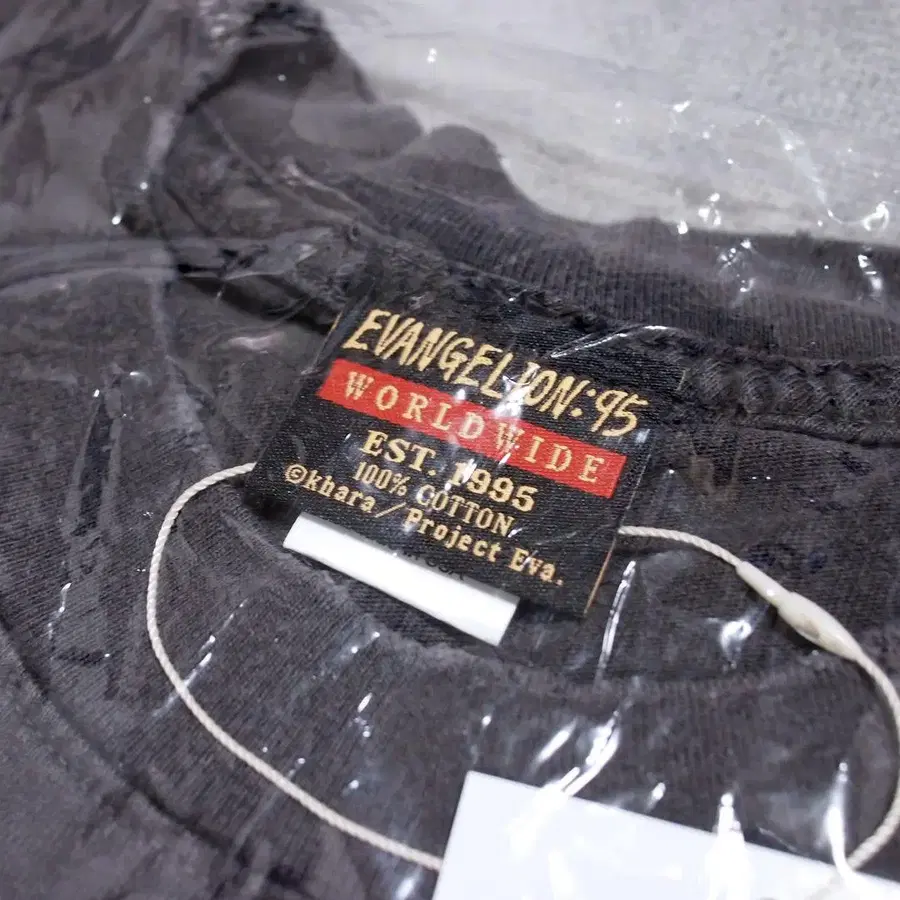 EVANGELION:'95
WORLDWIDE
EST. 1995
100% COTTON
©khara/Project Eva.